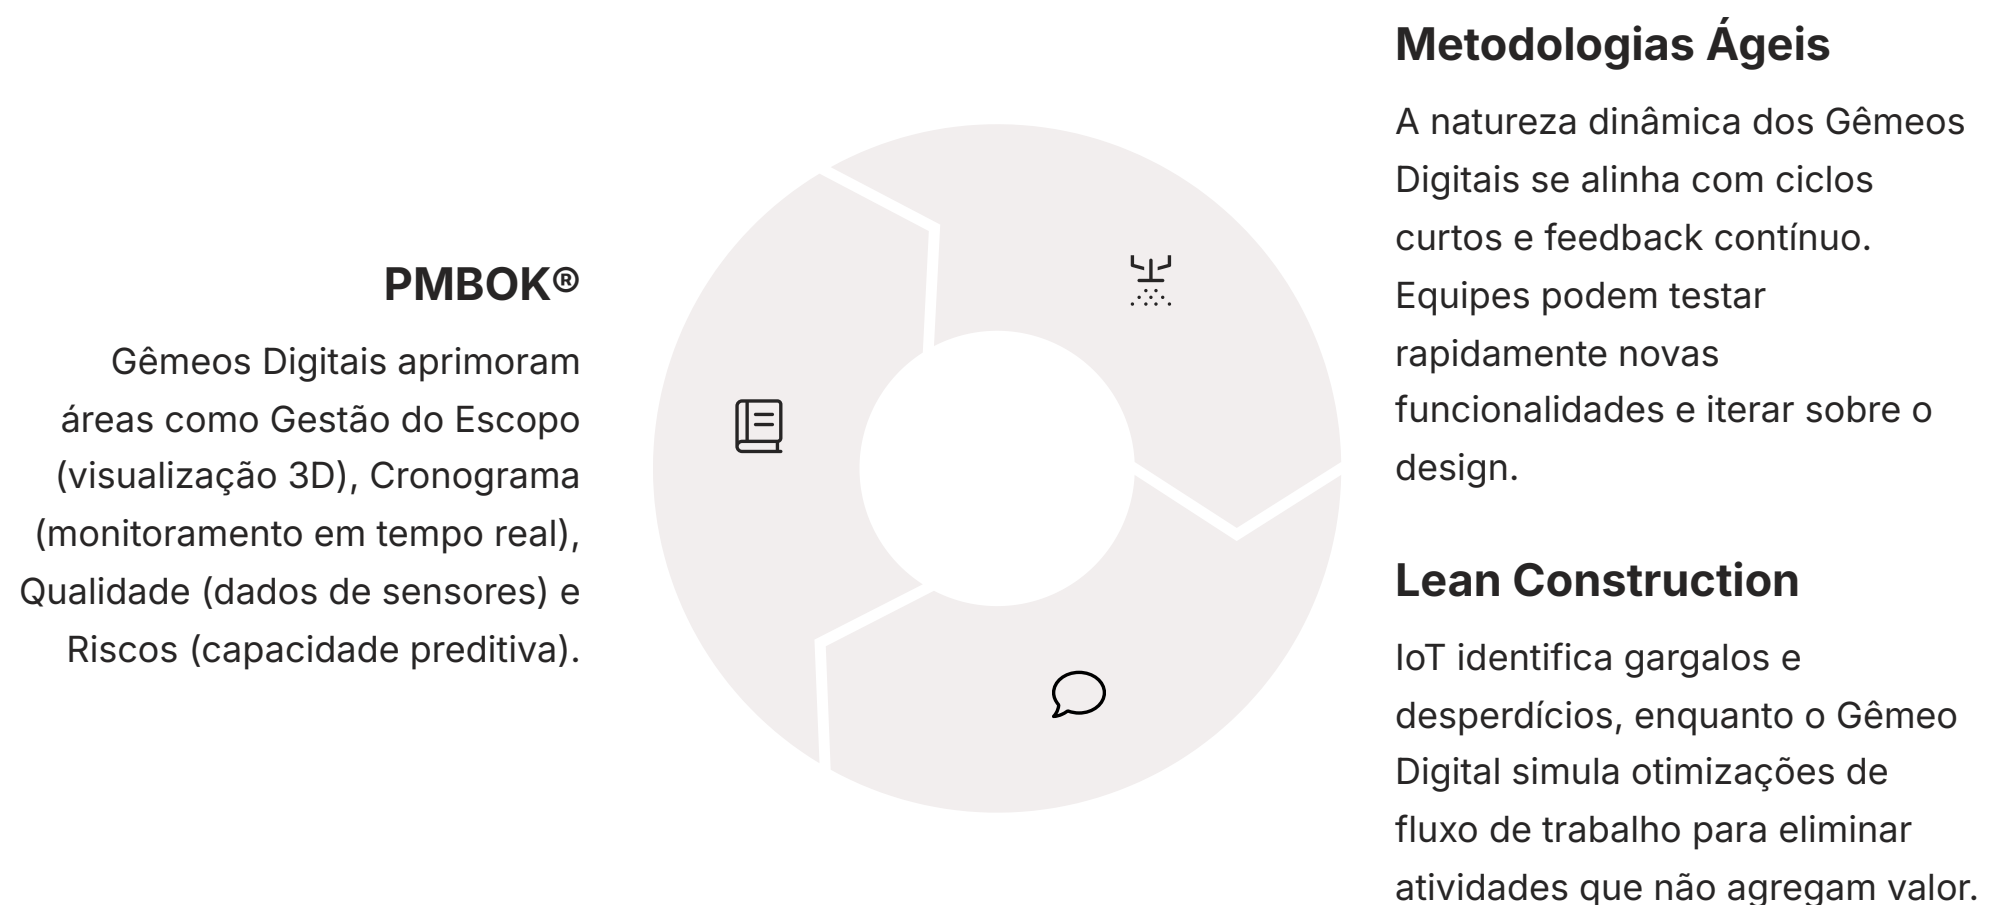 PMBOK®
Gêmeos Digitais aprimoram
áreas como Gestão do Escopo
(visualização 3D), Cronograma
(monitoramento em tempo real),
Qualidade (dados de sensores) e
Riscos (capacidade preditiva).
Metodologias Ágeis
A natureza dinâmica dos Gêmeos
Digitais se alinha com ciclos
curtos e feedback contínuo.
Equipes podem testar
rapidamente novas
funcionalidades e iterar sobre o
design.
Lean Construction
IoT identifica gargalos e
desperdícios, enquanto o Gêmeo
Digital simula otimizações de
fluxo de trabalho para eliminar
atividades que não agregam valor.